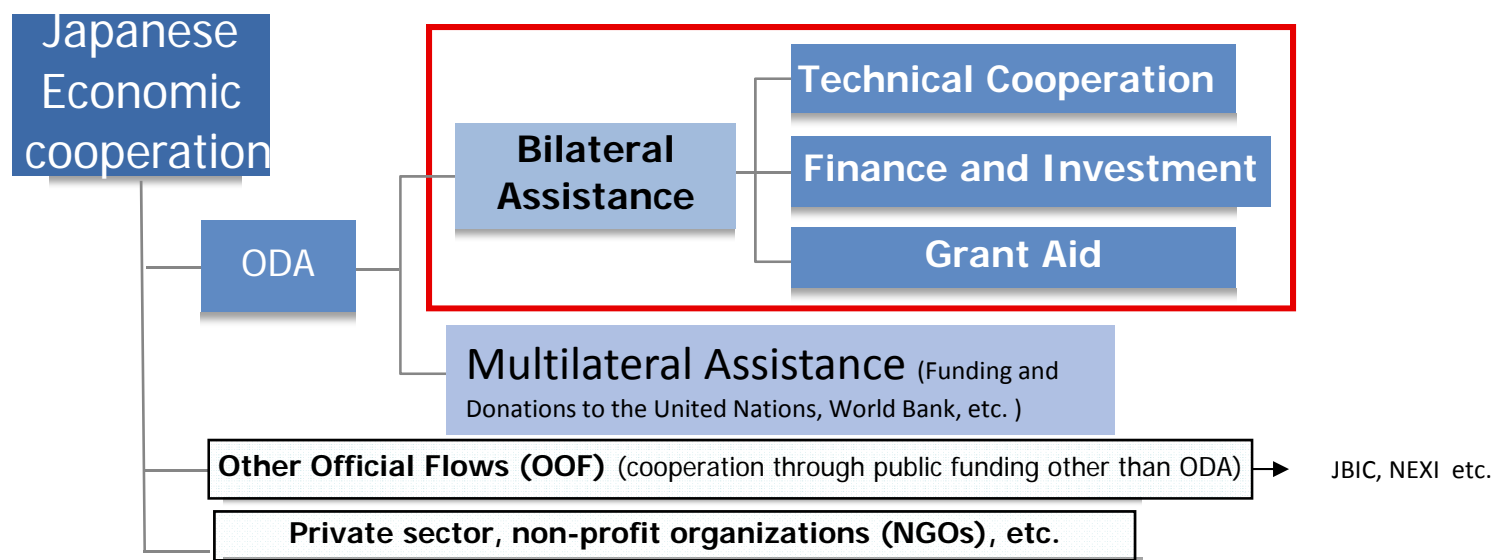 Japanese
Economic
cooperation
Technical Cooperation
Bilateral
Assistance
Finance and Investment
Grant Aid
ODA
Multilateral Assistance (Funding and
Donations to the United Nations, World Bank, etc. )
Other Official Flows (OOF) (cooperation through public funding other than ODA)
JBIC, NEXI etc.
Private sector, non-profit organizations (NGOs), etc.